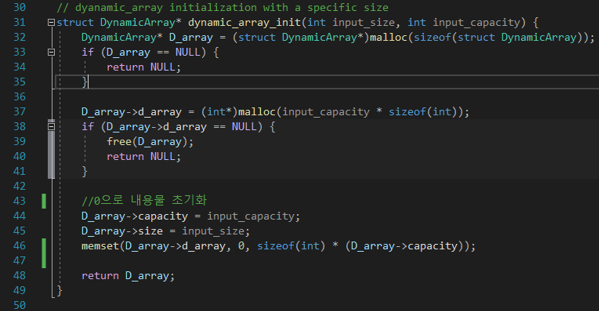 30 // dyanamic_array initialization with a specific size
31 struct DynamicArray* dynamic_array_init(int input_size, int input_capacity) {
32 DynamicArray* D_array = (struct DynamicArray*)malloc(sizeof(struct DynamicArray));
33 if (D_array == NULL) {
34 return NULL;
35 }
36
37 D_array->d_array = (int*)malloc(input_capacity * sizeof(int));
38 if (D_array->d_array == NULL) {
39 free(D_array);
40 return NULL;
41 }
42
43 //0으로 내용물 초기화
44 D_array->capacity = input_capacity;
45 D_array->size = input_size;
46 memset(D_array->d_array, 0, sizeof(int) * (D_array->capacity));
47
48 return D_array;
49 }
50